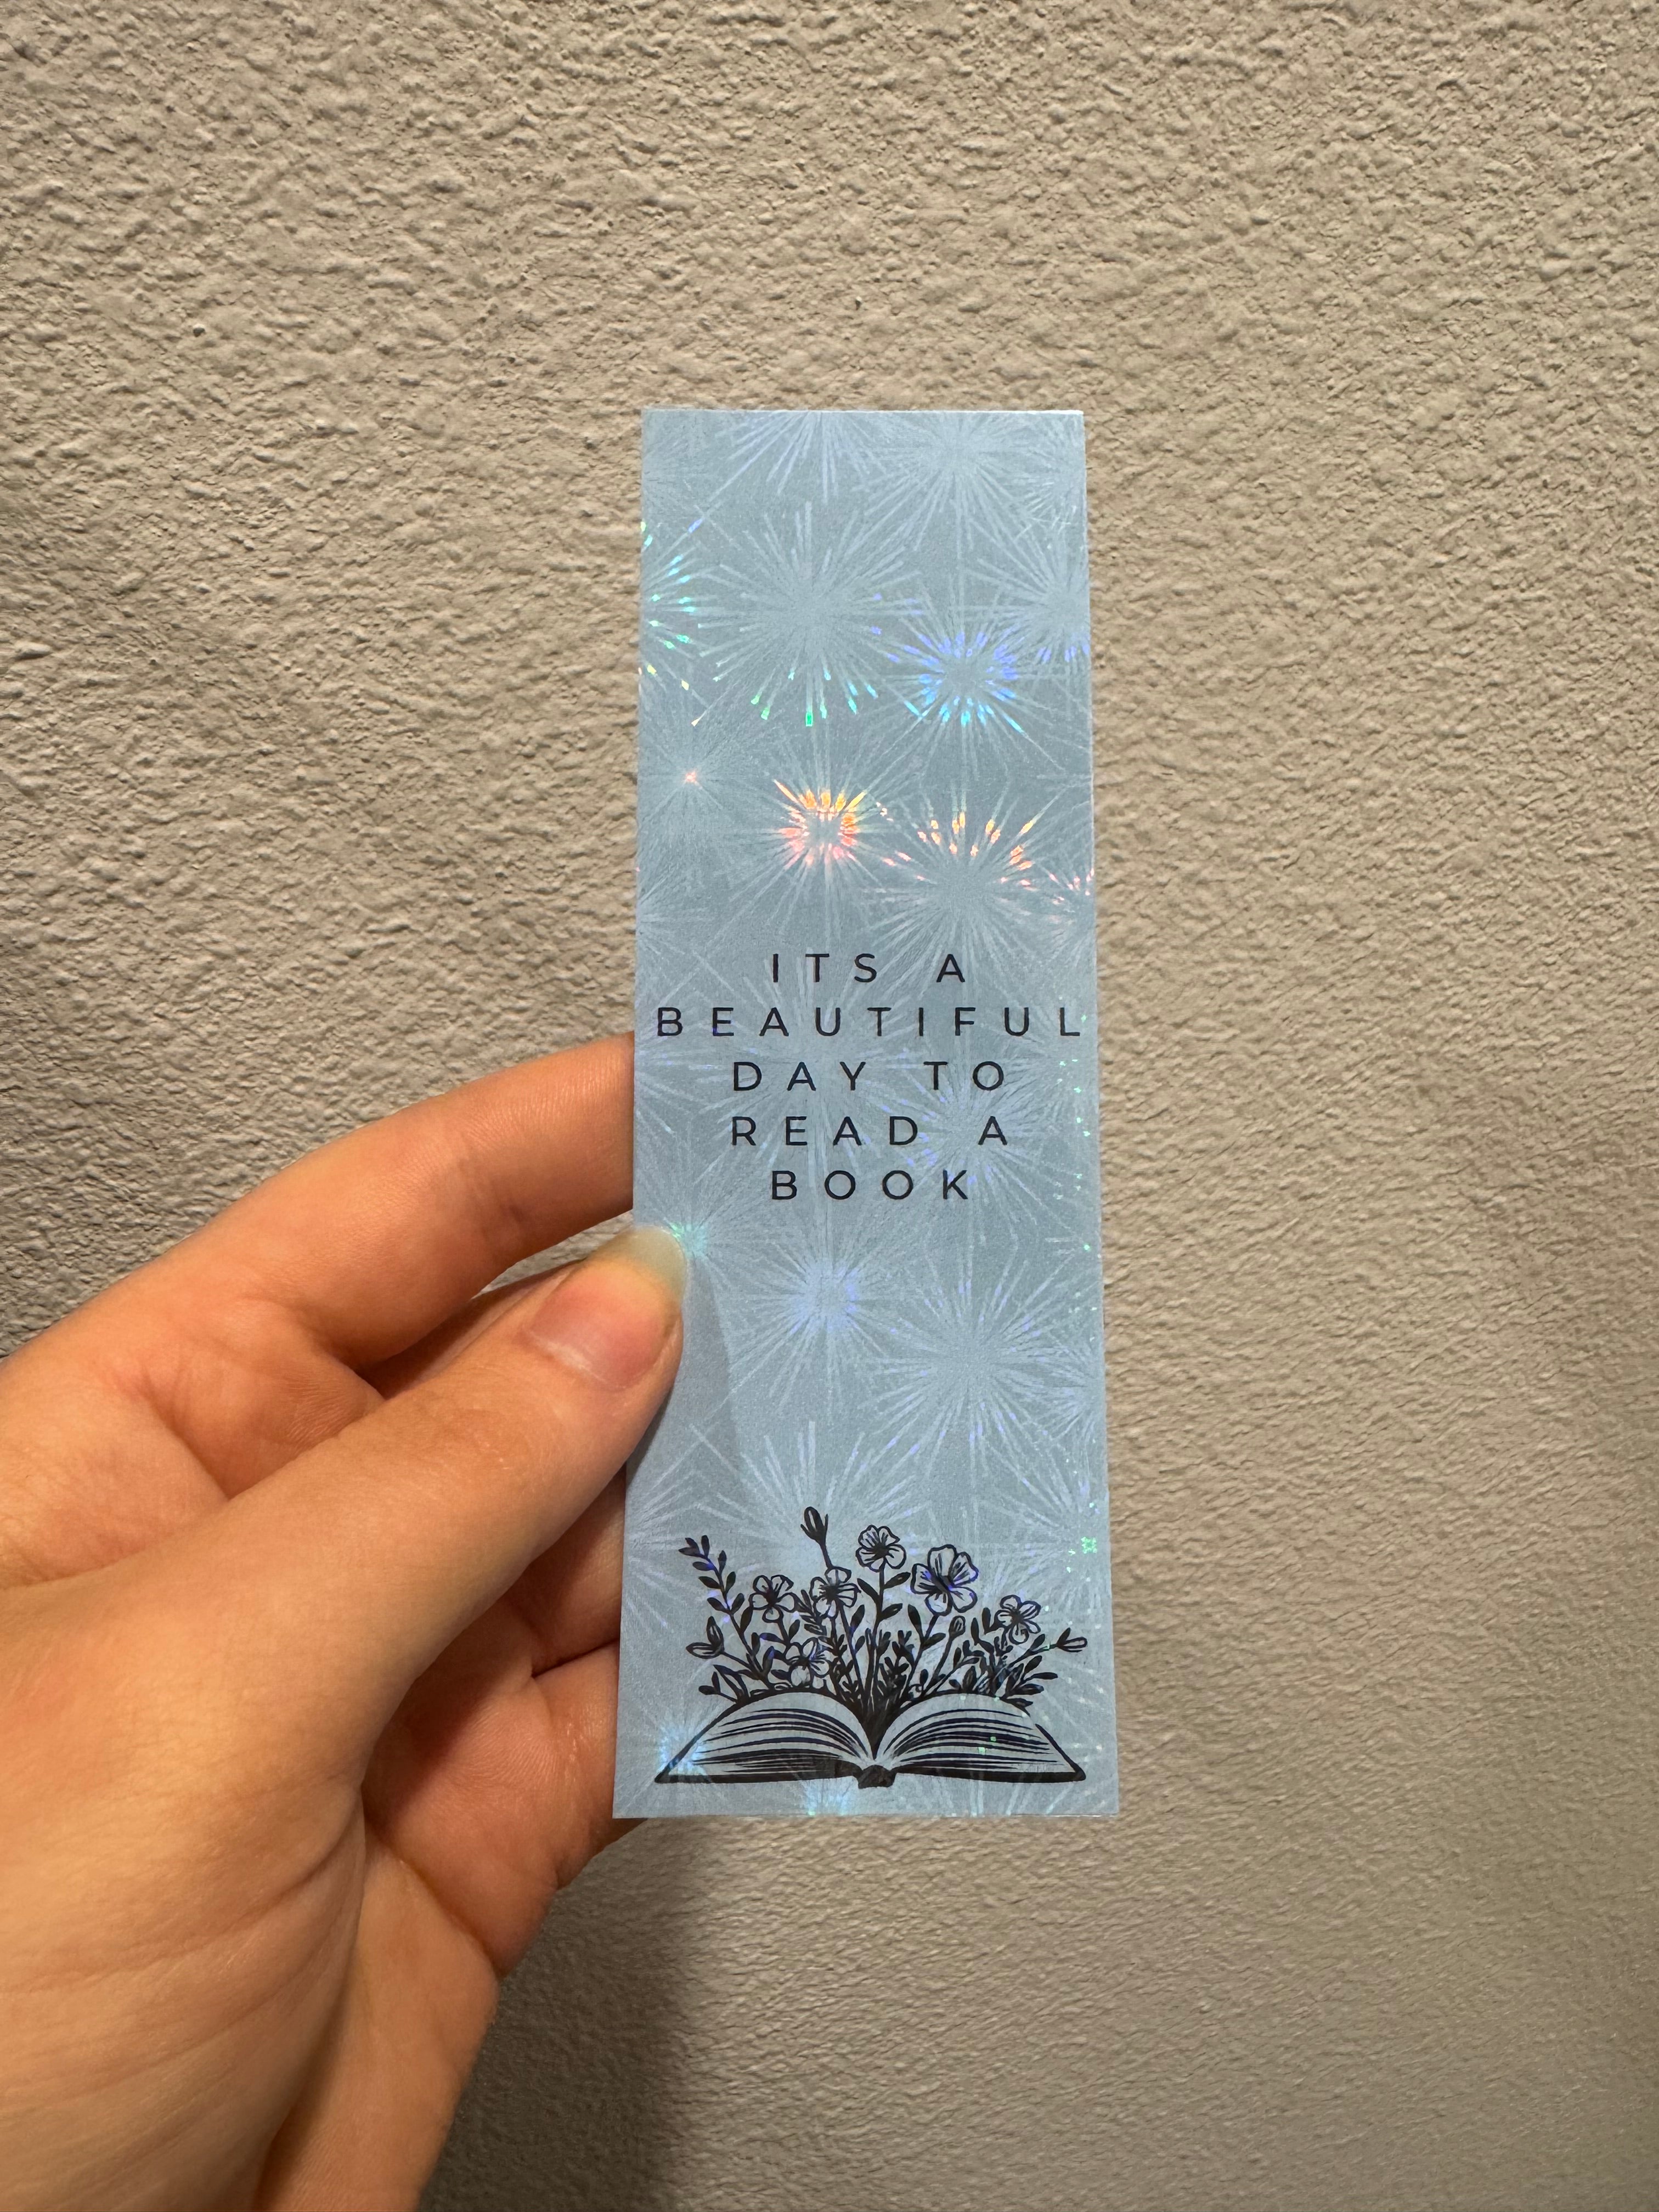 ITS A
BEAUTIFUL
DAY TO
READ A
BOOK